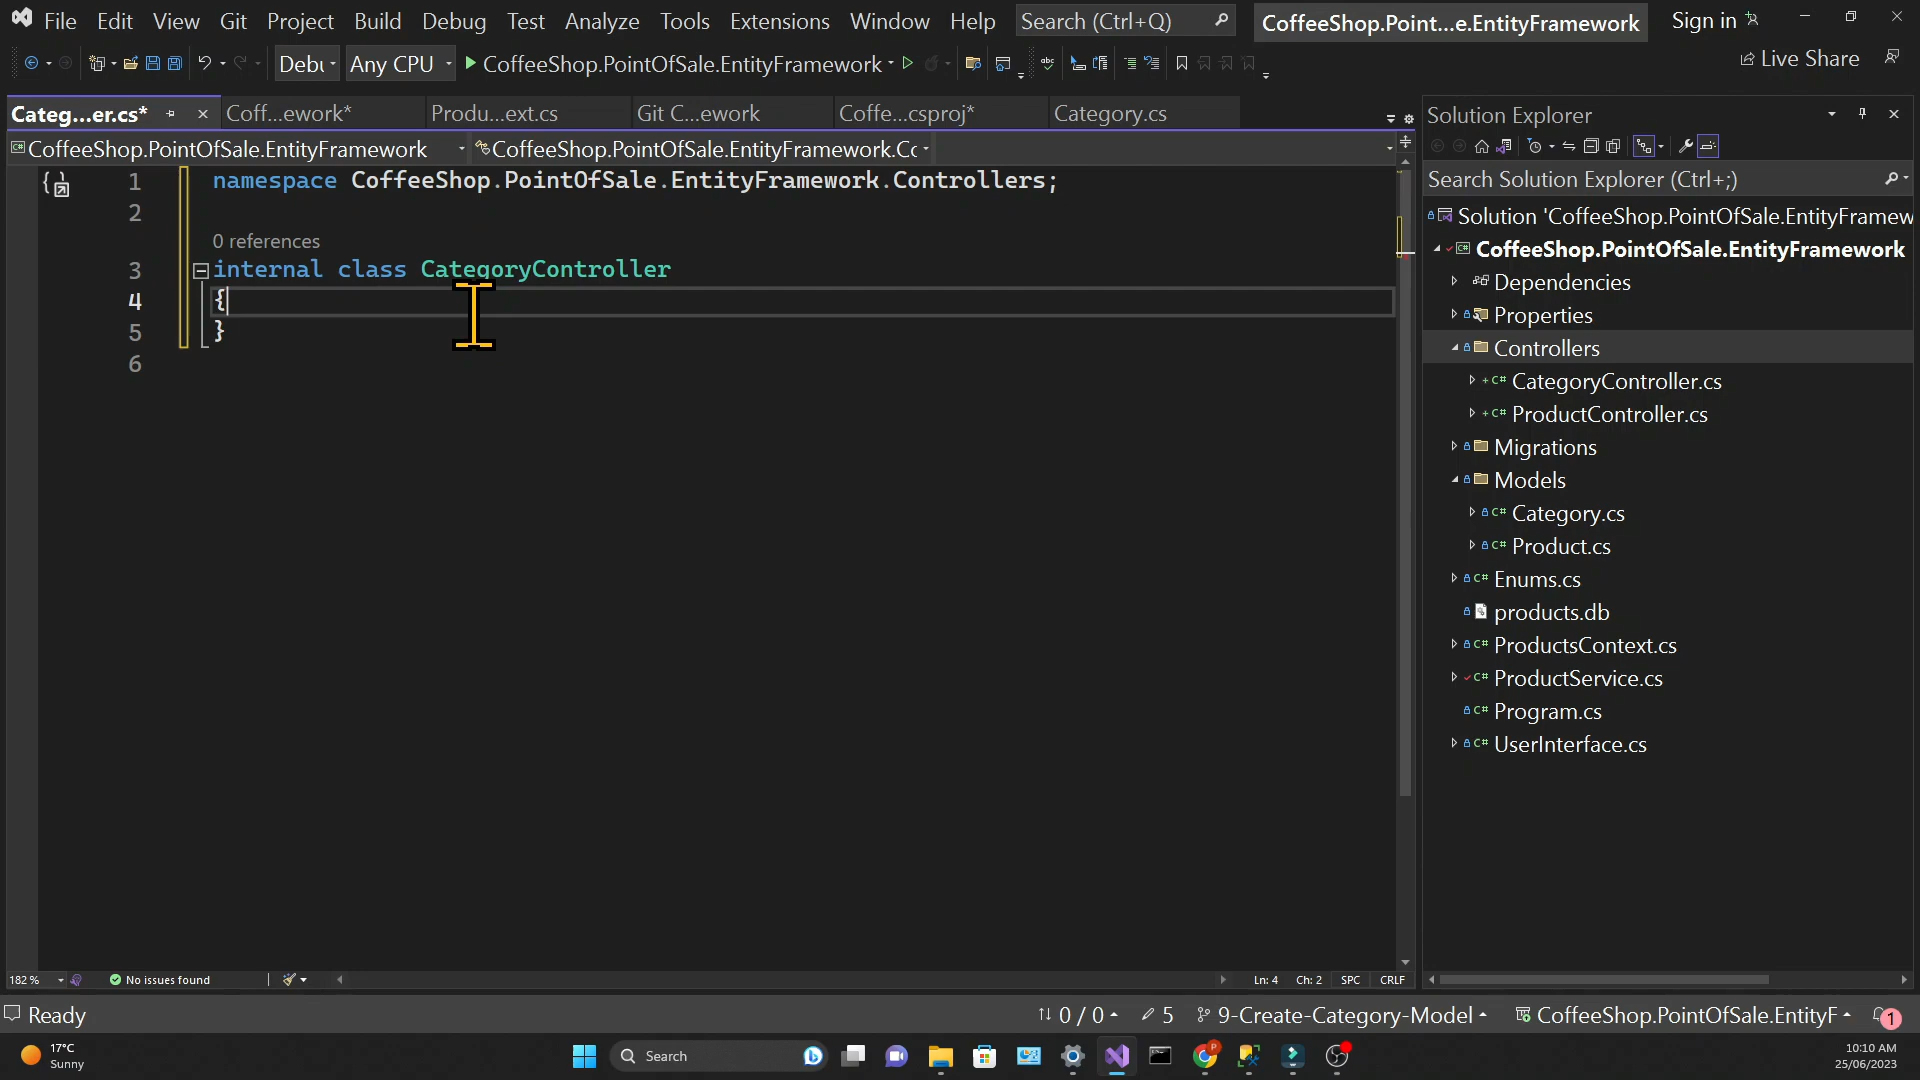 File Edit View Git Project Build Debug Test Analyze Tools Extensions Window Help Search (Ctrl+Q) CoffeeShop.Point...e.EntityFramework Sign in
Debu Any CPU CoffeeShop.PointOfSale.EntityFramework Live Share
Categ...er.cs* Coff...ework* Produ...ext.cs Git C...ework Coffe...csproj* Category.cs
CoffeeShop.PointOfSale.EntityFramework CoffeeShop.PointOfSale.EntityFramework.Cc
1 namespace CoffeeShop.PointOfSale.EntityFramework.Controllers;
2
0 references
3 internal class CategoryController
4 {
5 }
6
182 % No issues found Ln: 4 Ch: 2 SPC CRLF
Solution Explorer
Search Solution Explorer (Ctrl+;)
Solution 'CoffeeShop.PointOfSale.EntityFramew
CoffeeShop.PointOfSale.EntityFramework
Dependencies
Properties
Controllers
CategoryController.cs
ProductController.cs
Migrations
Models
Category.cs
Product.cs
Enums.cs
products.db
ProductsContext.cs
ProductService.cs
Program.cs
UserInterface.cs
Ready 0 / 0 5 9-Create-Category-Model CoffeeShop.PointOfSale.EntityF 1
17°C
Sunny
Search
10:10 AM
25/06/2023